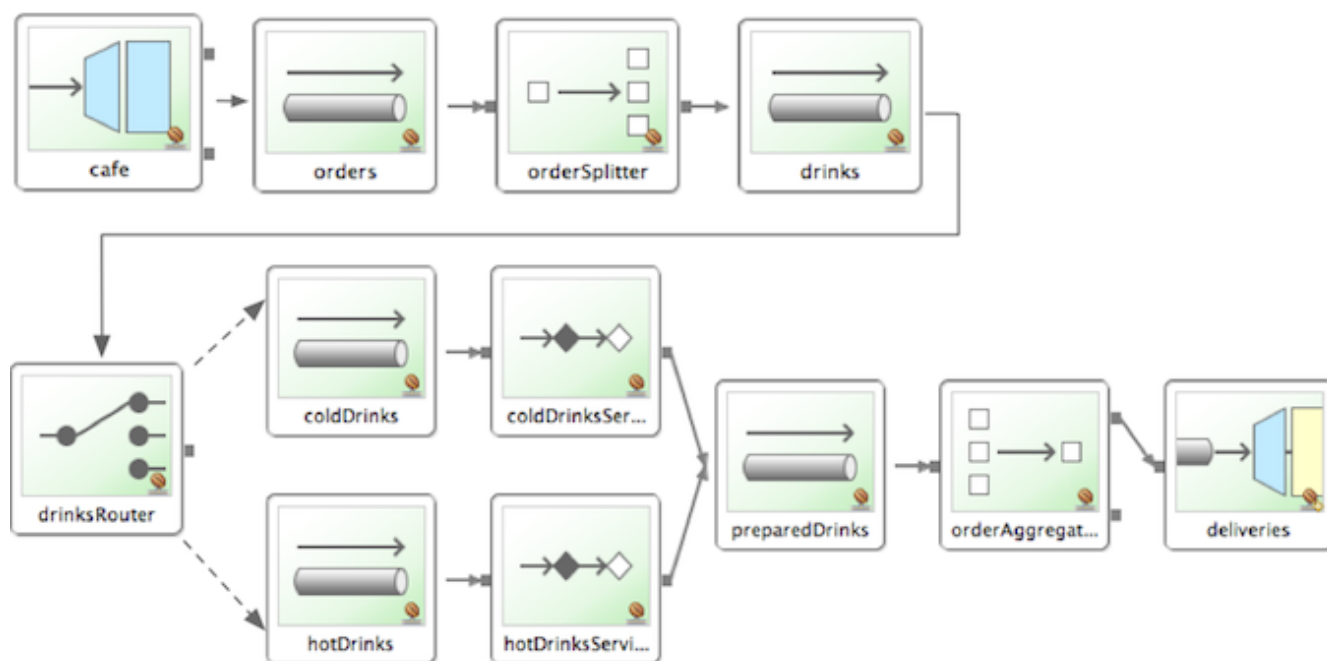 cafe
orders
orderSplitter
drinks
coldDrinks
coldDrinksSer...
drinksRouter
preparedDrinks
orderAggregat...
deliveries
hotDrinks
hotDrinksServi...